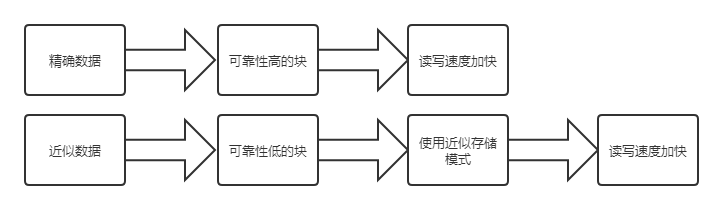 精确数据
可靠性高的块
读写速度加快
近似数据
可靠性低的块
使用近似存储
模式
读写速度加快